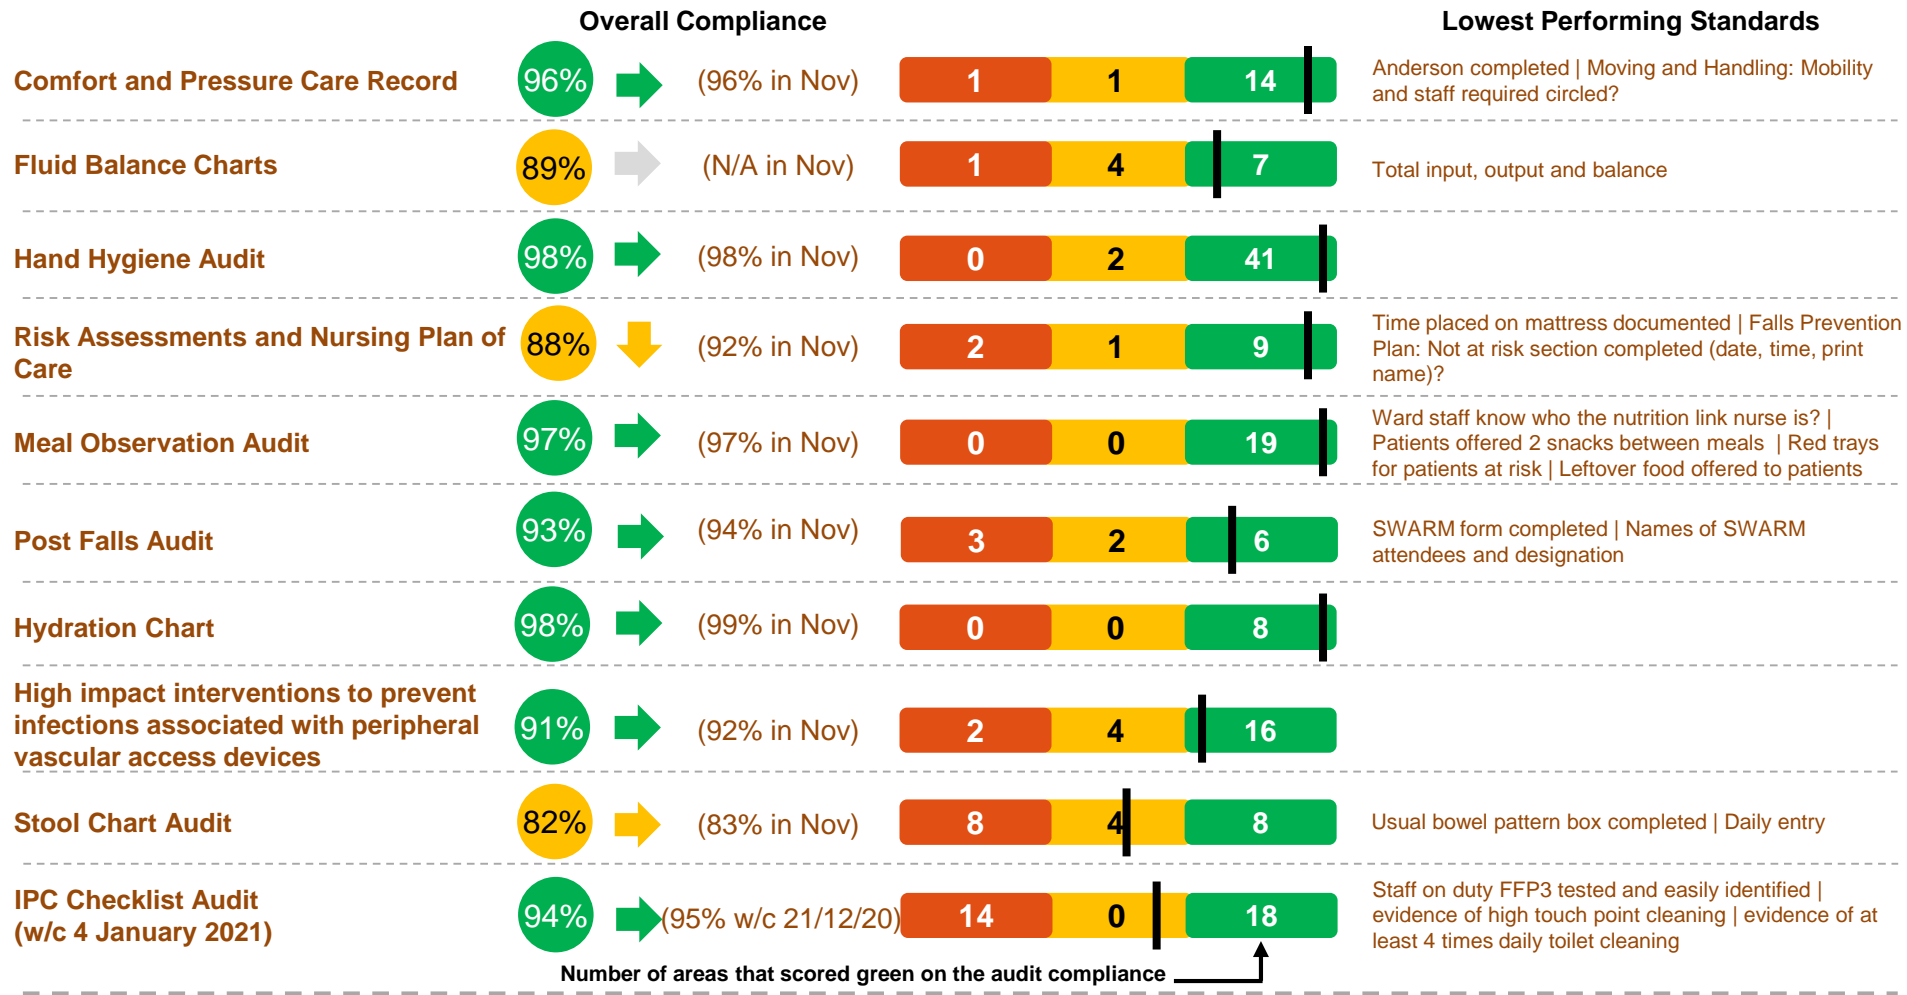 Overall Compliance
Lowest Performing Standards
Comfort and Pressure Care Record
96%
(96% in Nov)
1
1
14
Anderson completed | Moving and Handling: Mobility
and staff required circled?
Fluid Balance Charts
89%
(N/A in Nov)
1
4
7
Total input, output and balance
Hand Hygiene Audit
98%
(98% in Nov)
0
2
41
Risk Assessments and Nursing Plan of
Care
88%
(92% in Nov)
2
1
9
Time placed on mattress documented | Falls Prevention
Plan: Not at risk section completed (date, time, print
name)?
Meal Observation Audit
97%
(97% in Nov)
0
0
19
Ward staff know who the nutrition link nurse is? |
Patients offered 2 snacks between meals | Red trays
for patients at risk | Leftover food offered to patients
Post Falls Audit
93%
(94% in Nov)
3
2
6
SWARM form completed | Names of SWARM
attendees and designation
Hydration Chart
98%
(99% in Nov)
0
0
8
High impact interventions to prevent
infections associated with peripheral
vascular access devices
91%
(92% in Nov)
2
4
16
Stool Chart Audit
82%
(83% in Nov)
8
4
8
Usual bowel pattern box completed | Daily entry
IPC Checklist Audit
(w/c 4 January 2021)
94%
(95% w/c 21/12/20)
14
0
18
Staff on duty FFP3 tested and easily identified |
evidence of high touch point cleaning | evidence of at
least 4 times daily toilet cleaning
Number of areas that scored green on the audit compliance